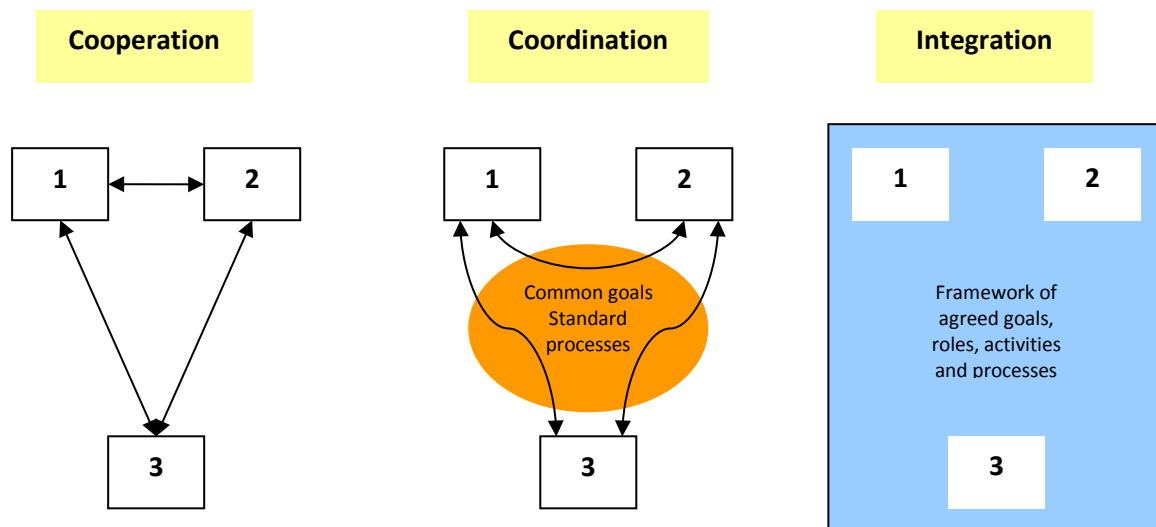 Cooperation
1
2
3
Coordination
1
2
Common goals
Standard
processes
3
Integration
1
2
Framework of
agreed goals,
roles, activities
and processes
3